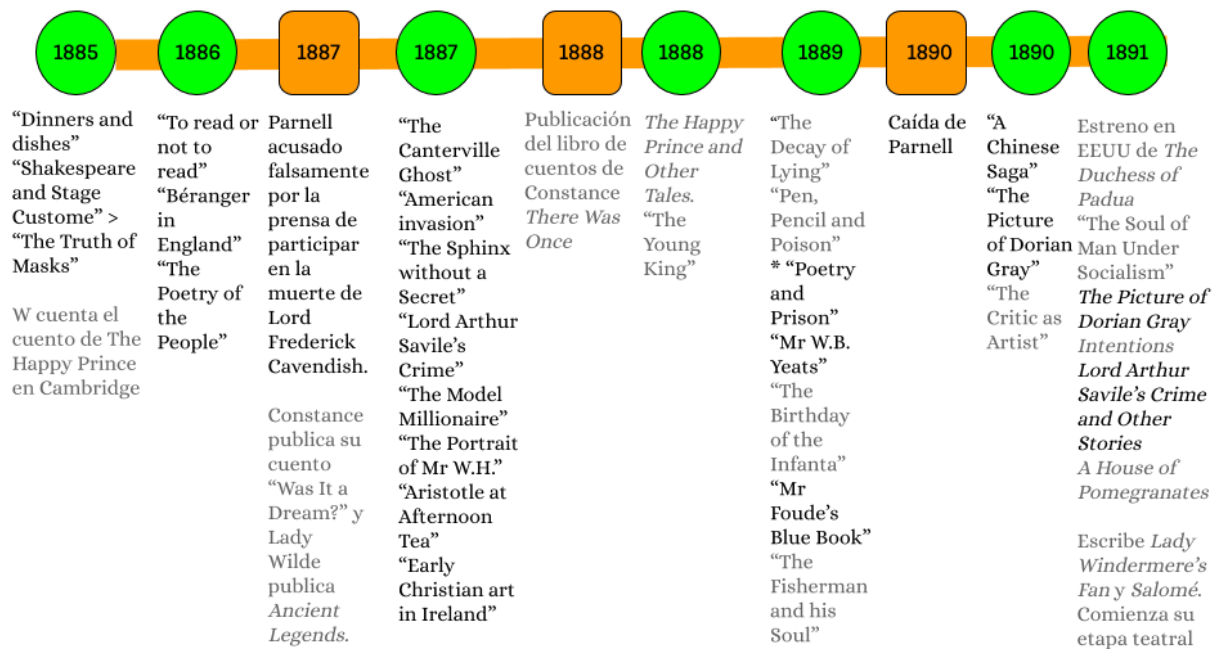 1885
1886
1887
1887
1888
1888
1889
1890
1890
1891
“Dinners and
dishes”
“Shakespeare
and Stage
Custome” >
“The Truth of
Masks”
W cuenta el
cuento de The
Happy Prince
en Cambridge
“To read or
not to
read”
“Béranger
in
England”
“The
Poetry of
the
People”
Parnell
acusado
falsamente
por la
prensa de
participar
en la
muerte de
Lord
Frederick
Cavendish.
Constance
publica su
cuento
“Was It a
Dream?” y
Lady
Wilde
publica
Ancient
Legends.
“The
Canterville
Ghost”
“American
invasion”
“The Sphinx
without a
Secret”
“Lord Arthur
Savile’s
Crime”
“The Model
Millionaire”
“The Portrait
of Mr W.H.”
“Aristotle at
Afternoon
Tea”
“Early
Christian art
in Ireland”
Publicación
del libro de
cuentos de
Constance
There Was
Once
The Happy
Prince and
Other
Tales.
“The
Young
King”
“The
Decay of
Lying”
“Pen,
Pencil and
Poison”
* “Poetry
and
Prison”
“Mr W.B.
Yeats”
“The
Birthday
of the
Infanta”
“Mr
Foude’s
Blue Book”
“The
Fisherman
and his
Soul”
Caída de
Parnell
“A
Chinese
Saga”
“The
Picture
of Dorian
Gray”
“The
Critic as
Artist”
Estreno en
EEUU de The
Duchess of
Padua
“The Soul of
Man Under
Socialism”
The Picture of
Dorian Gray
Intentions
Lord Arthur
Savile’s Crime
and Other
Stories
A House of
Pomegranates
Escribe Lady
Windermere’s
Fan y Salomé.
Comienza su
etapa teatral